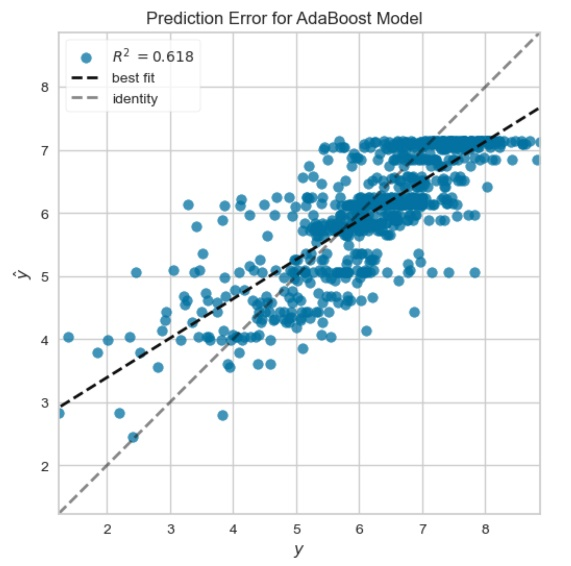 Prediction Error for AdaBoost Model
R² = 0.618
best fit
identity
8
7
6
5
4
3
2
ŷ
2 3 4 5 6 7 8
y